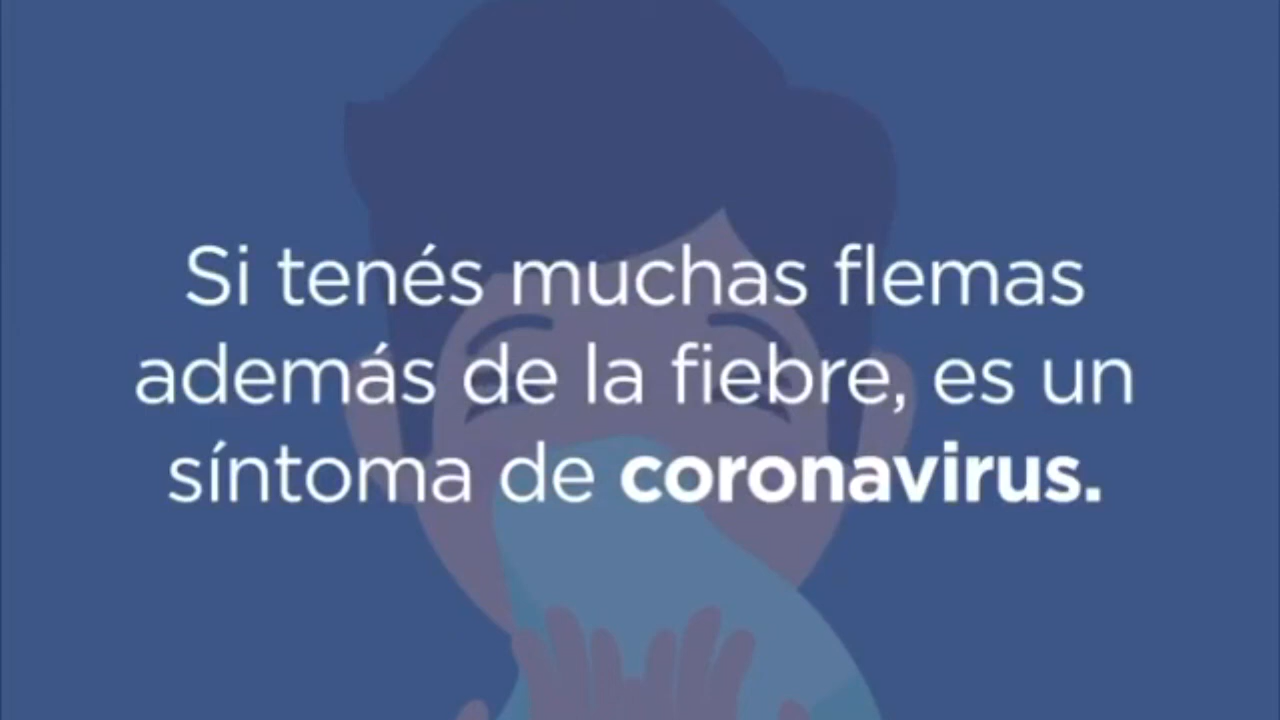 Si tenés muchas flemas
además de la fiebre, es un
síntoma de coronavirus.